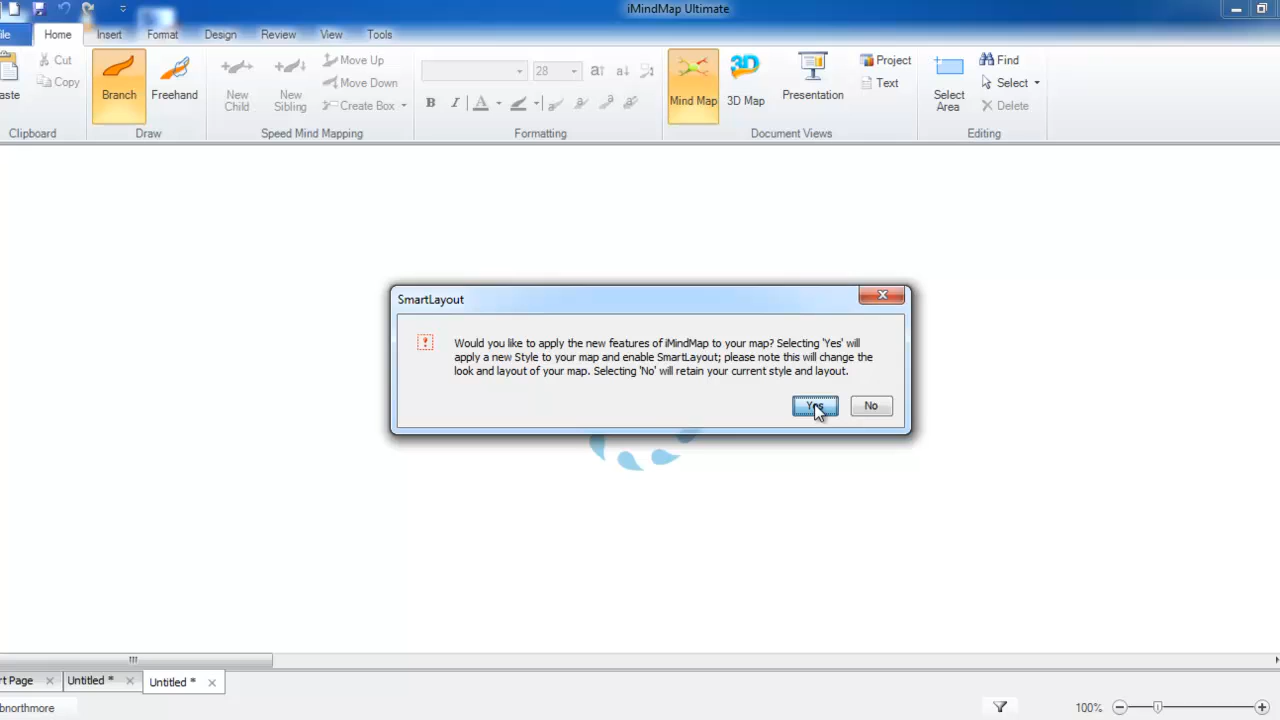 iMindMap Ultimate
ile Home Insert Format Design Review View Tools
Cut
Copy
aste
Clipboard
Branch
Freehand
Draw
New Child
New Sibling
Move Up
Move Down
Create Box
Speed Mind Mapping
28
B I A
Formatting
Mind Map
3D Map
Presentation
Project
Text
Document Views
Select Area
Find
Select
Delete
Editing
SmartLayout
Would you like to apply the new features of iMindMap to your map? Selecting 'Yes' will
apply a new Style to your map and enable SmartLayout; please note this will change the
look and layout of your map. Selecting 'No' will retain your current style and layout.
Yes No
rt Page Untitled * Untitled *
bnorthmore 100%